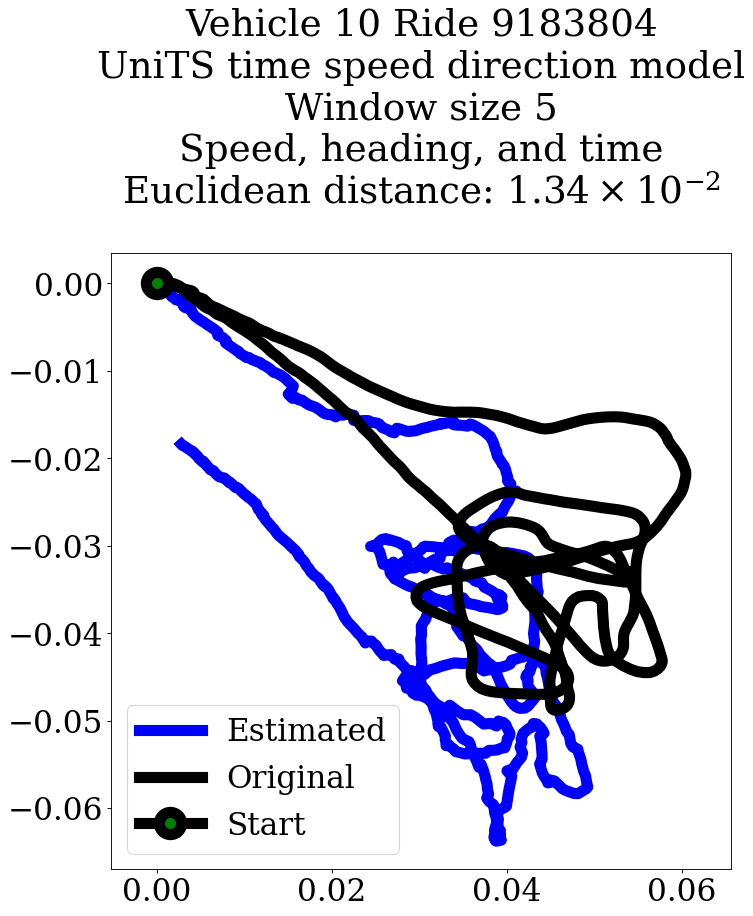 Vehicle 10 Ride 9183804
UniTS time speed direction model
Window size 5
Speed, heading, and time
Euclidean distance: 1.34 × 10⁻²
0.00
−0.01
−0.02
−0.03
−0.04
−0.05
−0.06
Estimated
Original
Start
0.00 0.02 0.04 0.06